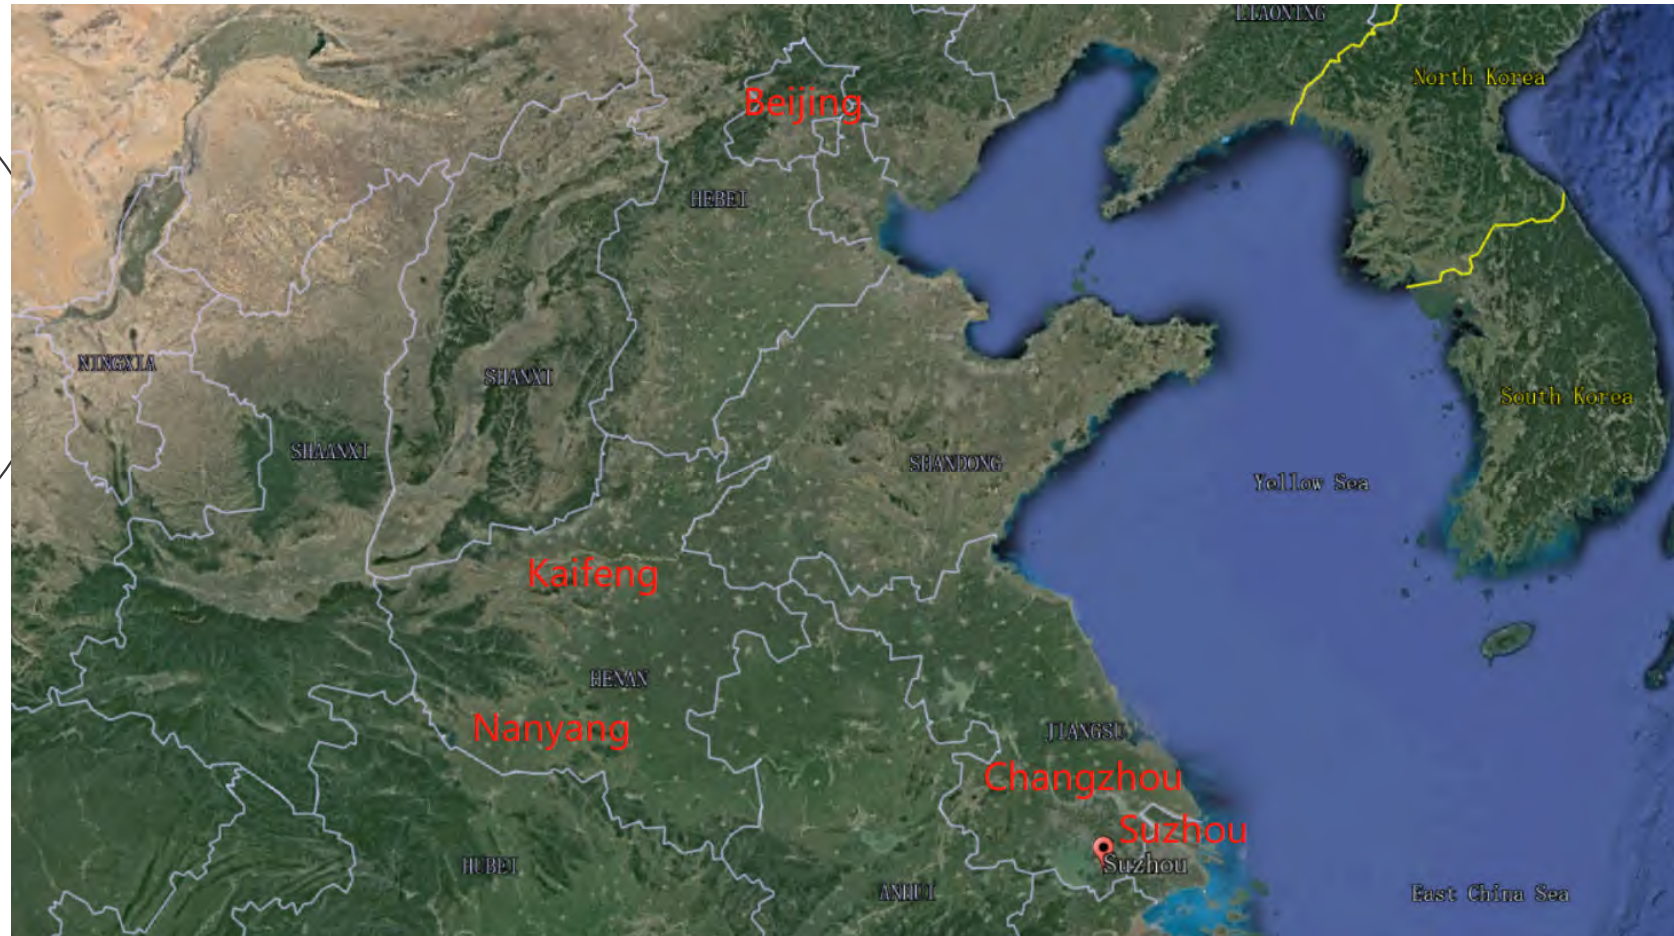 LIAONING
North Korea
Beijing
HEBEI
NINGXIA
SHANXI
South Korea
SHAANXI
SHANDONG
Yellow Sea
Kaifeng
HENAN
Nanyang
JIANGSU
Changzhou
Suzhou
Suzhou
HUBEI
ANHUI
East China Sea